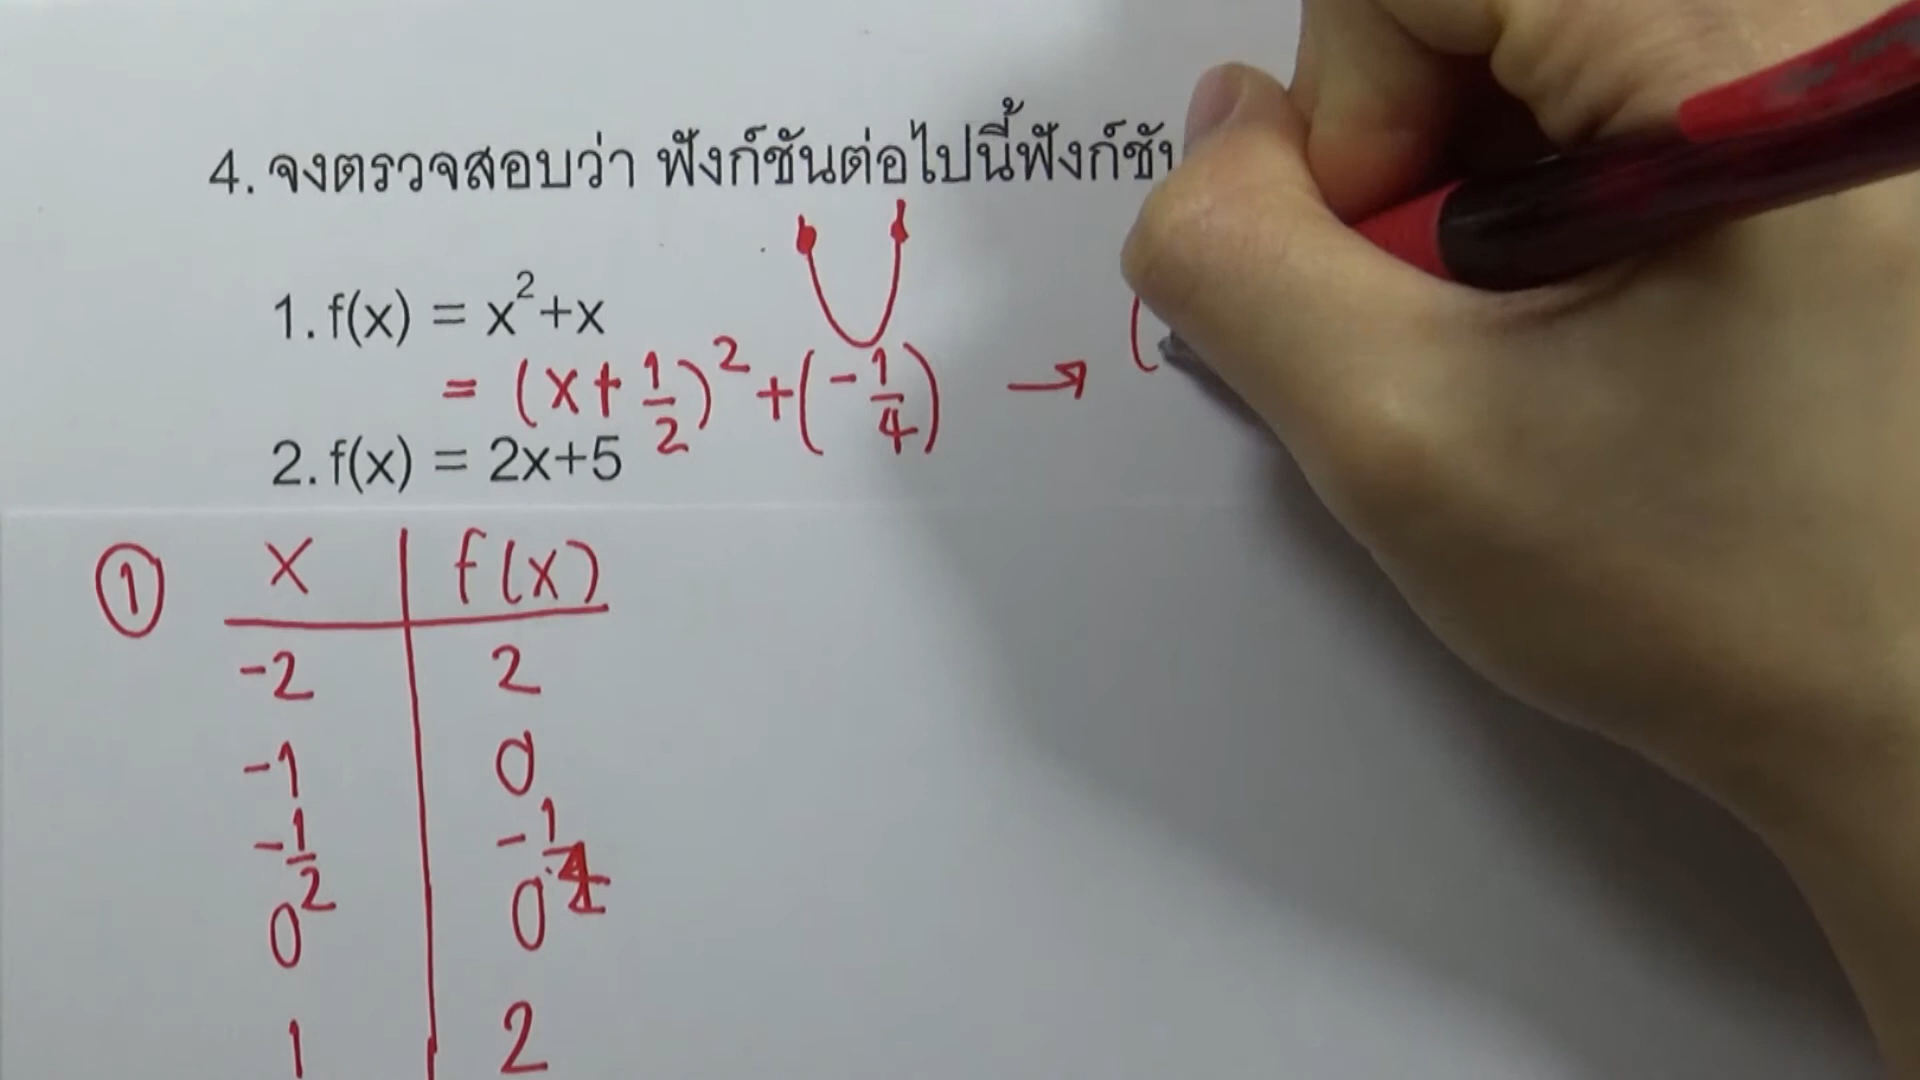 4. จงตรวจสอบว่า ฟังก์ชันต่อไปนี้ฟังก์ชัน
1. f(x) = x²+x
= (x + 1/2)² + (-1/4) → (
2. f(x) = 2x+5
① x | f(x)
-2 | 2
-1 | 0
-1/2 | -1/4
0 | 0
1 | 2